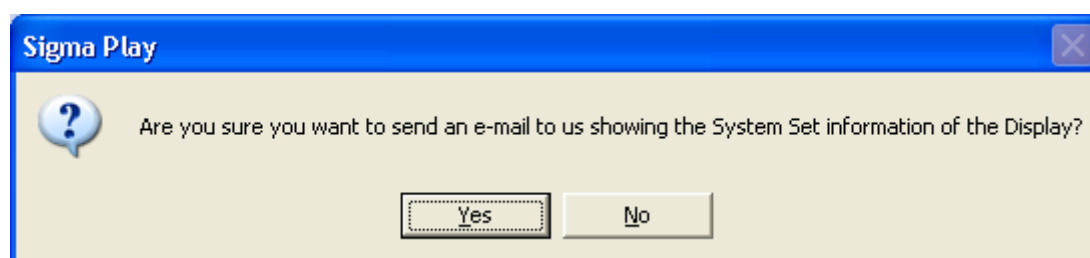 Sigma Play
Are you sure you want to send an e-mail to us showing the System Set information of the Display?
Yes
No